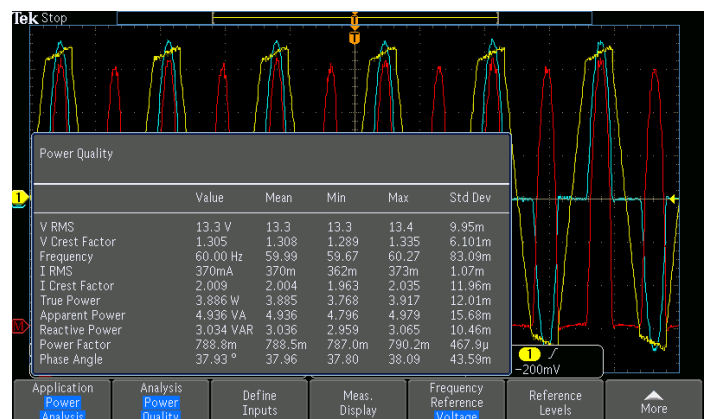 Tek Stop
T
T
Power Quality
Value Mean Min Max Std Dev
V RMS 13.3 V 13.3 13.3 13.4 9.95m
V Crest Factor 1.305 1.308 1.289 1.335 6.101m
Frequency 60.00 Hz 59.99 59.67 60.27 83.09m
I RMS 370mA 370m 362m 373m 1.07m
I Crest Factor 2.009 2.004 1.963 2.035 11.96m
True Power 3.886 W 3.885 3.768 3.917 12.01m
Apparent Power 4.936 VA 4.936 4.796 4.979 15.68m
Reactive Power 3.034 VAR 3.036 2.959 3.065 10.46m
Power Factor 788.8m 788.5m 787.0m 790.2m 467.9µ
Phase Angle 37.93 ° 37.96 37.80 38.09 43.59m
1
M
1
-200mV
Application
Power
Analysis
Analysis
Power
Quality
Define
Inputs
Meas.
Display
Frequency
Reference
Voltage
Reference
Levels
More